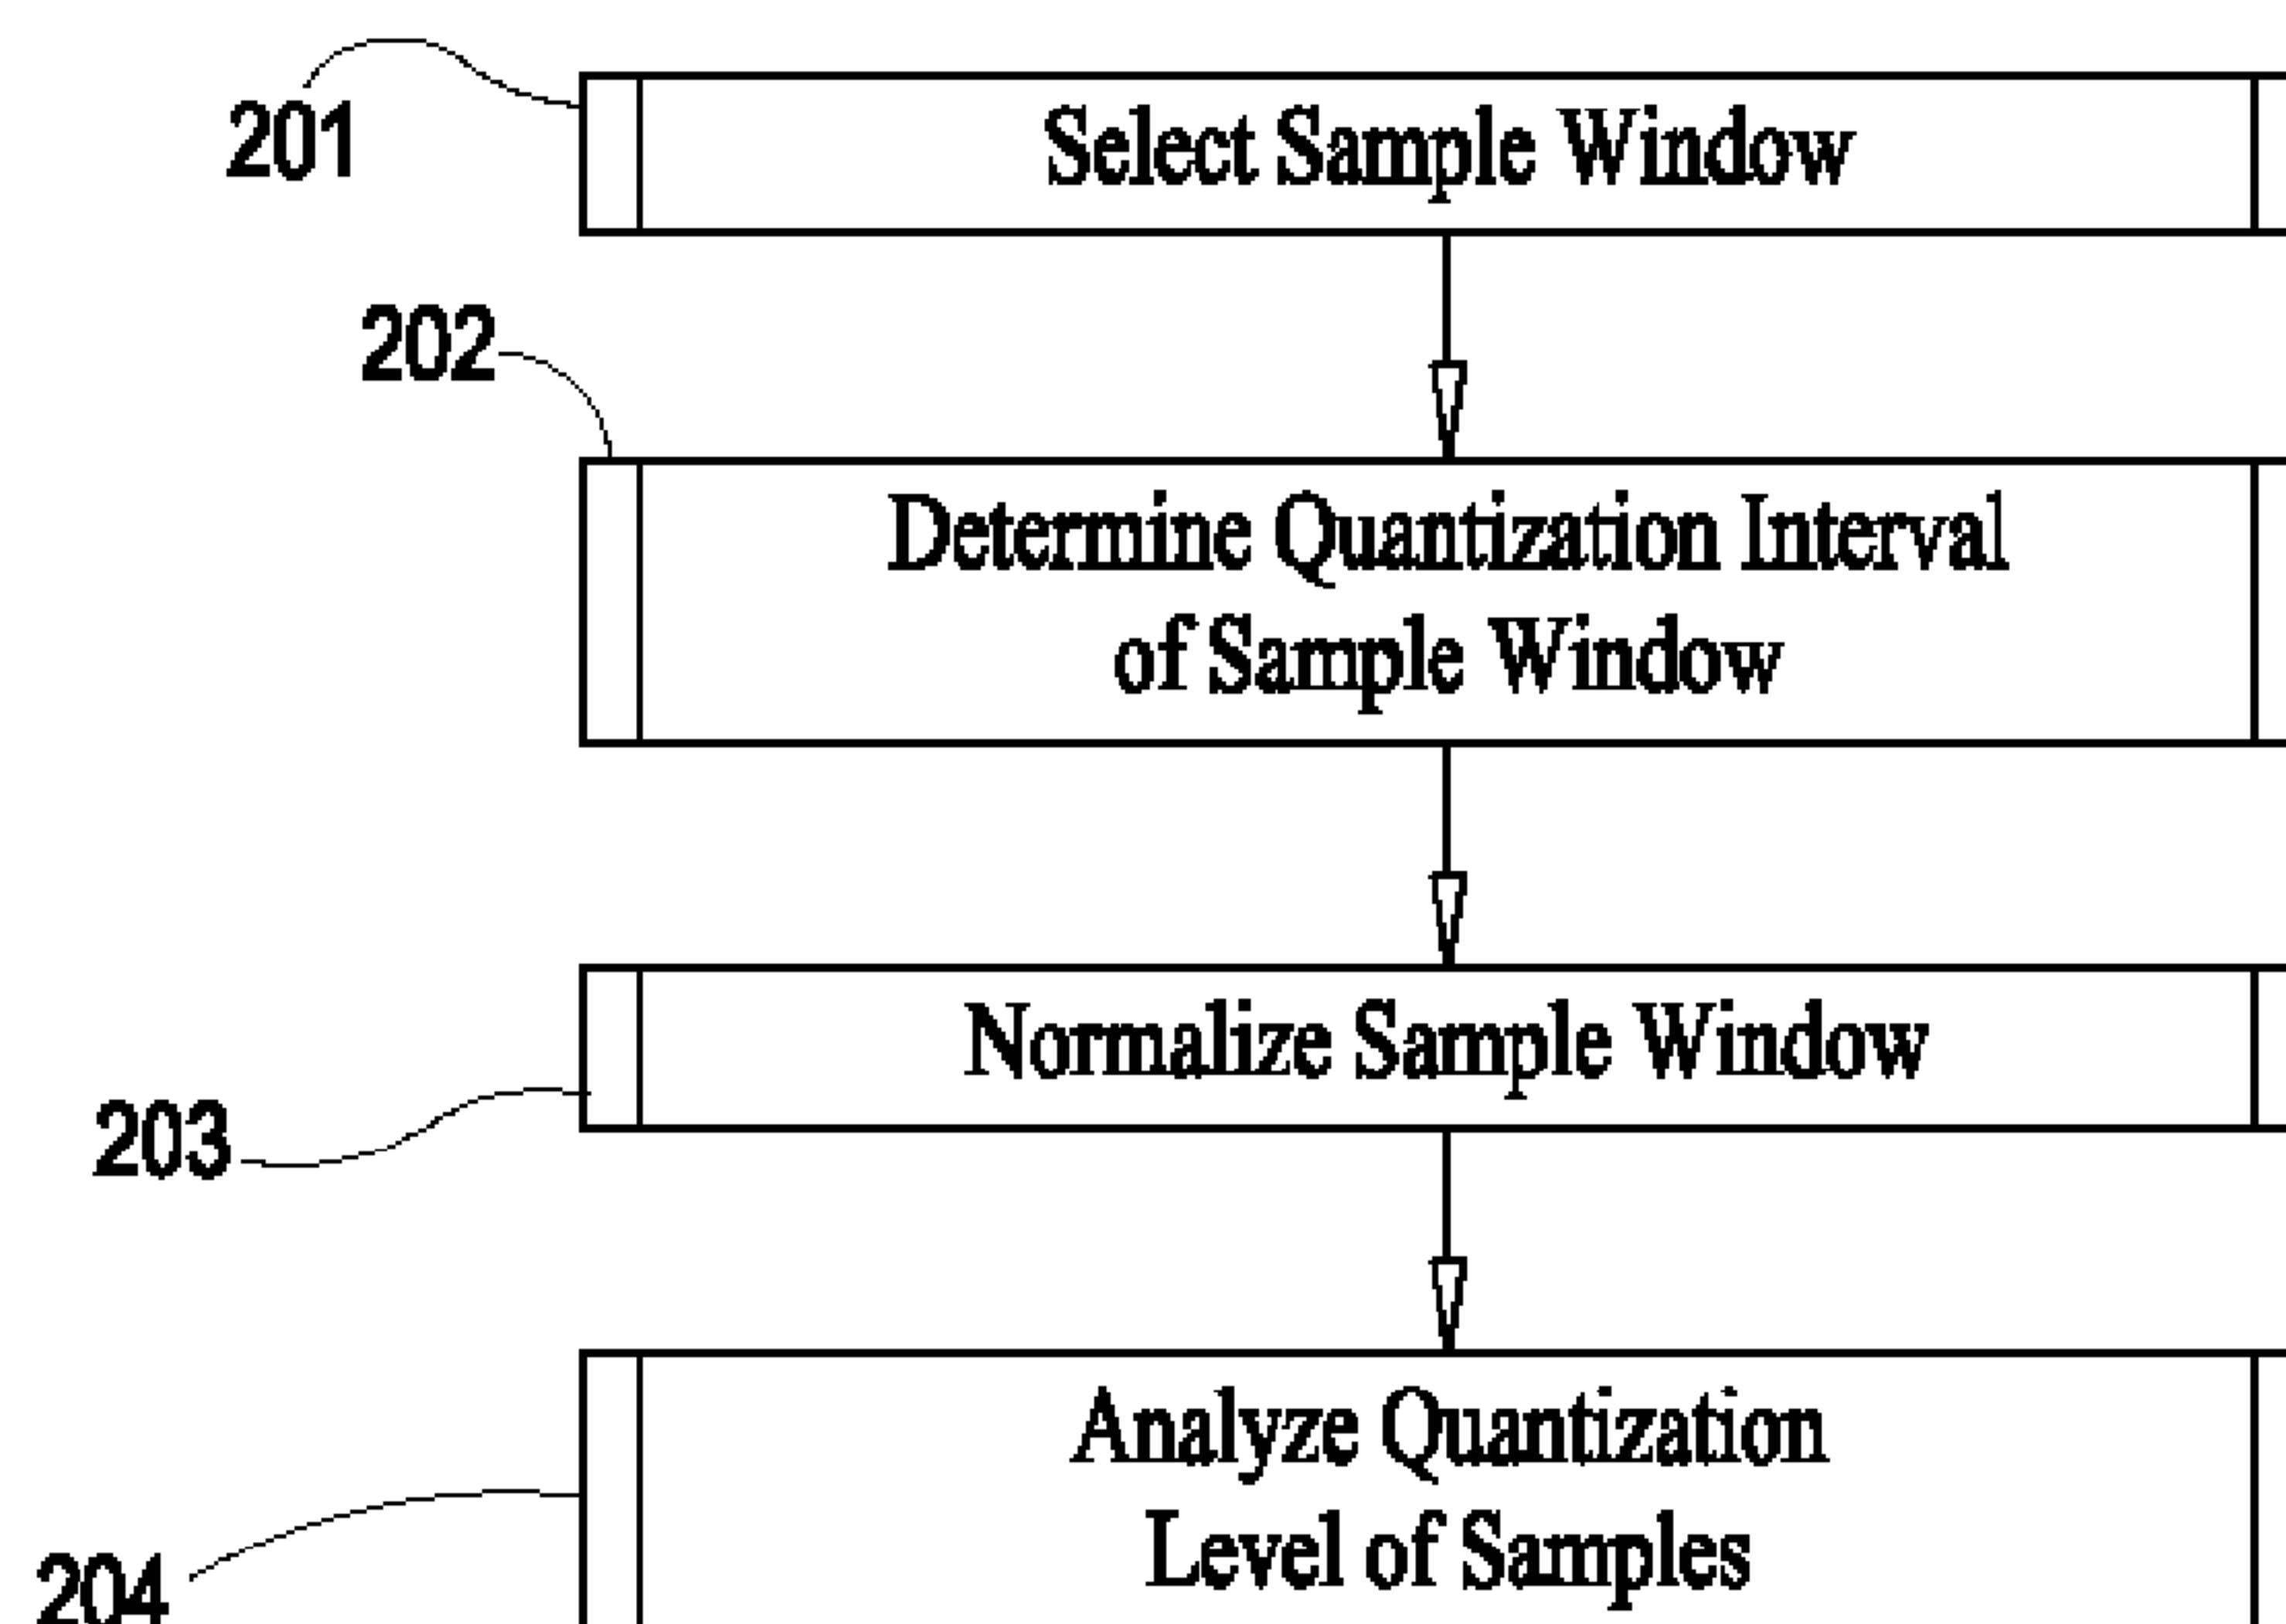 201
Select Sample Window
202
Determine Quantization Interval
of Sample Window
Normalize Sample Window
203
Analyze Quantization
Level of Samples
204